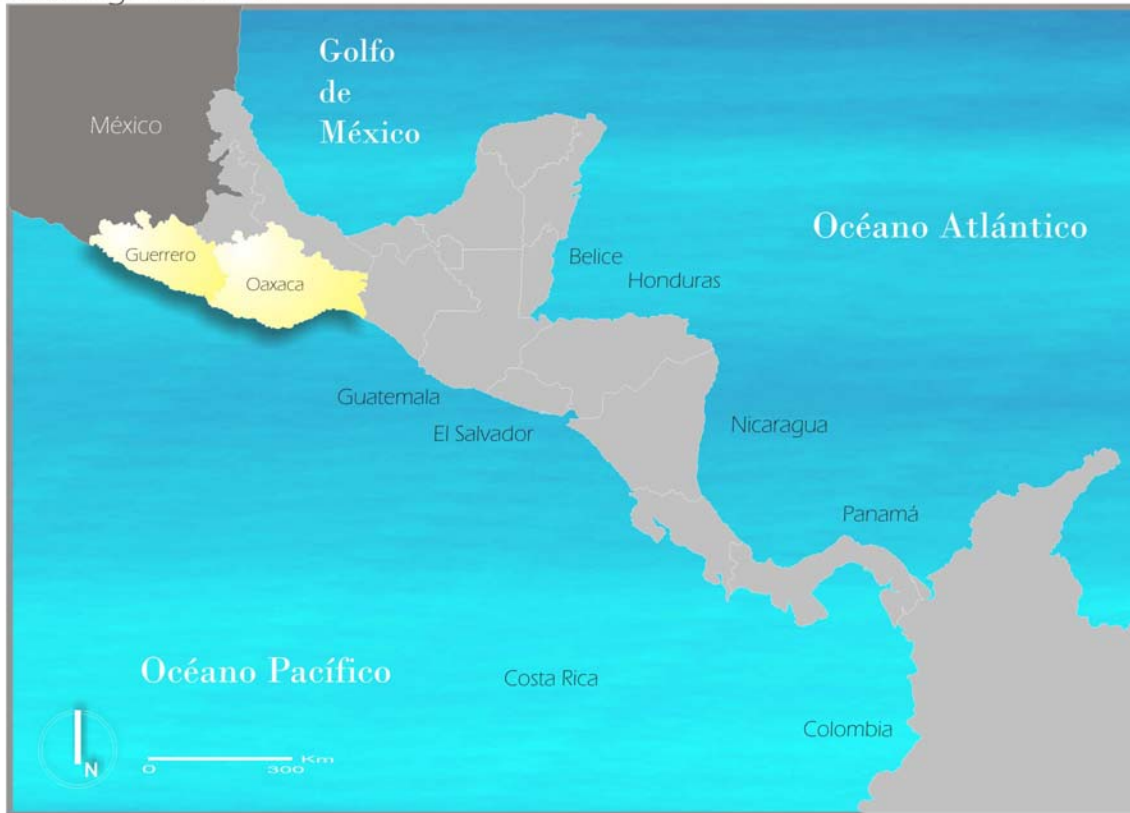 Golfo
de
México
México
Océano Atlántico
Guerrero
Belice
Oaxaca
Honduras
Guatemala
El Salvador
Nicaragua
Panamá
Océano Pacífico
Costa Rica
Colombia
N
0 300 Km